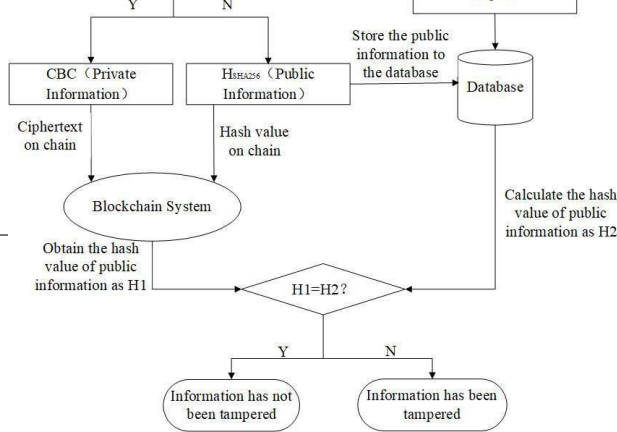 Y
N
Store the public
information to
the database
CBC（Private
Information）
HSHA256（Public
Information）
Database
Ciphertext
on chain
Hash value
on chain
Blockchain System
Calculate the hash
value of public
information as H2
Obtain the hash
value of public
information as H1
H1=H2?
Y
N
Information has not
been tampered
Information has been
tampered